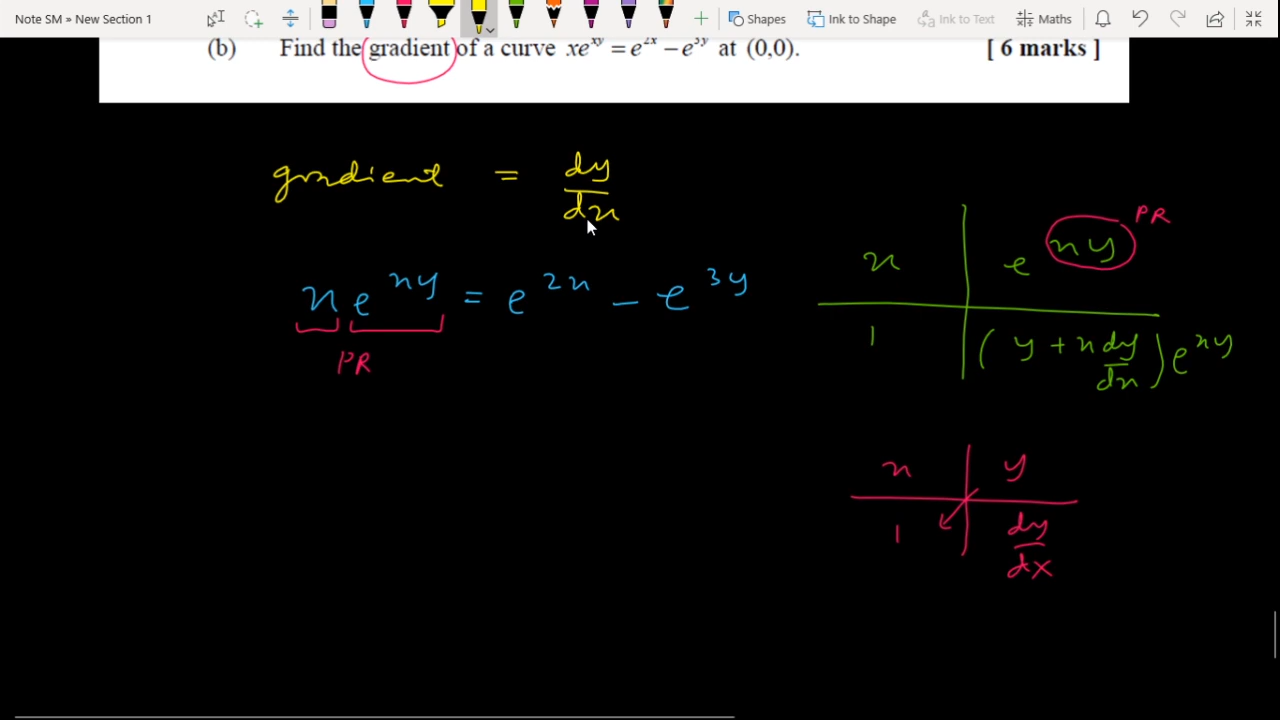 Note SM » New Section 1
Shapes
Ink to Shape
Ink to Text
Maths
(b) Find the gradient of a curve xe^{xy} = e^{2x} − e^{3y} at (0,0). [ 6 marks ]
gradient = dy/dx
x e^{xy} = e^{2x} − e^{3y}
PR
x | e^{xy} PR
1 | (y + x dy/dx) e^{xy}
x | y
1 | dy/dx